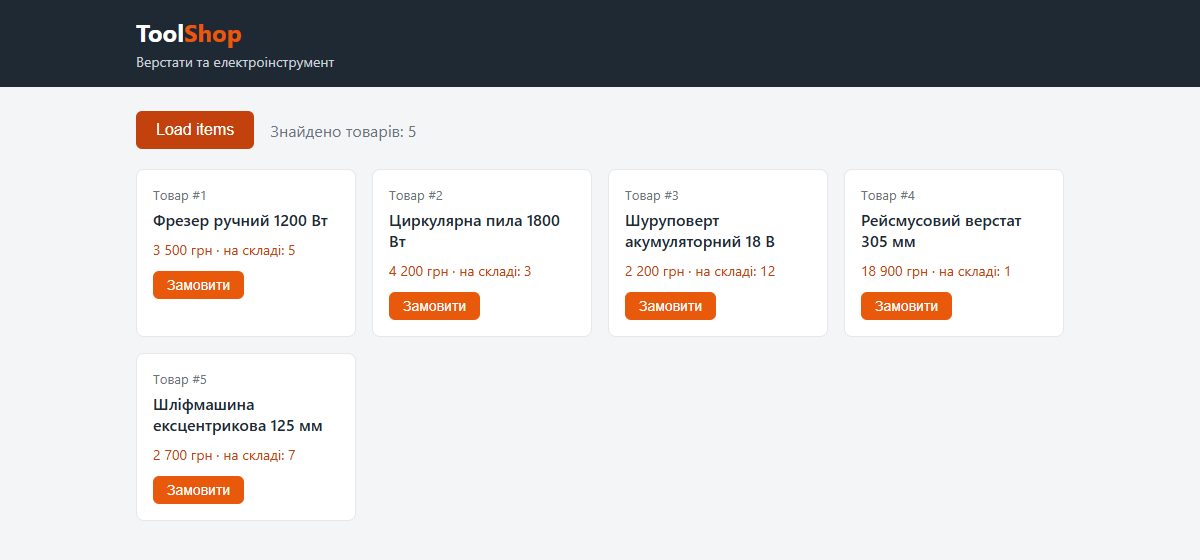 ToolShop
Верстати та електроінструмент
Load items
Знайдено товарів: 5
Товар #1
Фрезер ручний 1200 Вт
3 500 грн · на складі: 5
Замовити
Товар #2
Циркулярна пила 1800
Вт
4 200 грн · на складі: 3
Замовити
Товар #3
Шуруповерт
акумуляторний 18 В
2 200 грн · на складі: 12
Замовити
Товар #4
Рейсмусовий верстат
305 мм
18 900 грн · на складі: 1
Замовити
Товар #5
Шліфмашина
ексцентрикова 125 мм
2 700 грн · на складі: 7
Замовити